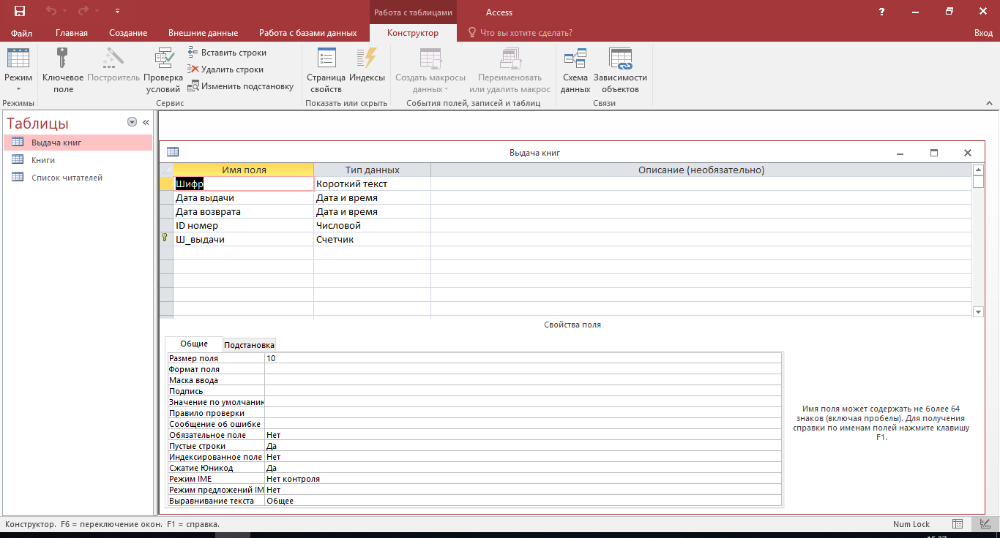 Работа с таблицами
Access
?
Файл
Главная
Создание
Внешние данные
Работа с базами данных
Конструктор
Что вы хотите сделать?
Вход
Режим
Ключевое поле
Построитель
Проверка условий
Вставить строки
Удалить строки
Изменить подстановку
Страница свойств
Индексы
Создать макросы данных
Переименовать или удалить макрос
Схема данных
Зависимости объектов
Режимы
Сервис
Показать или скрыть
События полей, записей и таблиц
Связи
Таблицы
Выдача книг
Книги
Список читателей
Выдача книг
Имя поля Тип данных Описание (необязательно)
Шифр Короткий текст
Дата выдачи Дата и время
Дата возврата Дата и время
ID номер Числовой
Ш_выдачи Счетчик
Свойства поля
Общие Подстановка
Размер поля 10
Формат поля
Маска ввода
Подпись
Значение по умолчани
Правило проверки
Сообщение об ошибке
Обязательное поле Нет
Пустые строки Да
Индексированное поле Нет
Сжатие Юникод Да
Режим IME Нет контроля
Режим предложений IM Нет
Выравнивание текста Общее
Имя поля может содержать не более 64
знаков (включая пробелы). Для получения
справки по именам полей нажмите клавишу
F1.
Конструктор. F6 = переключение окон. F1 = справка.
Num Lock